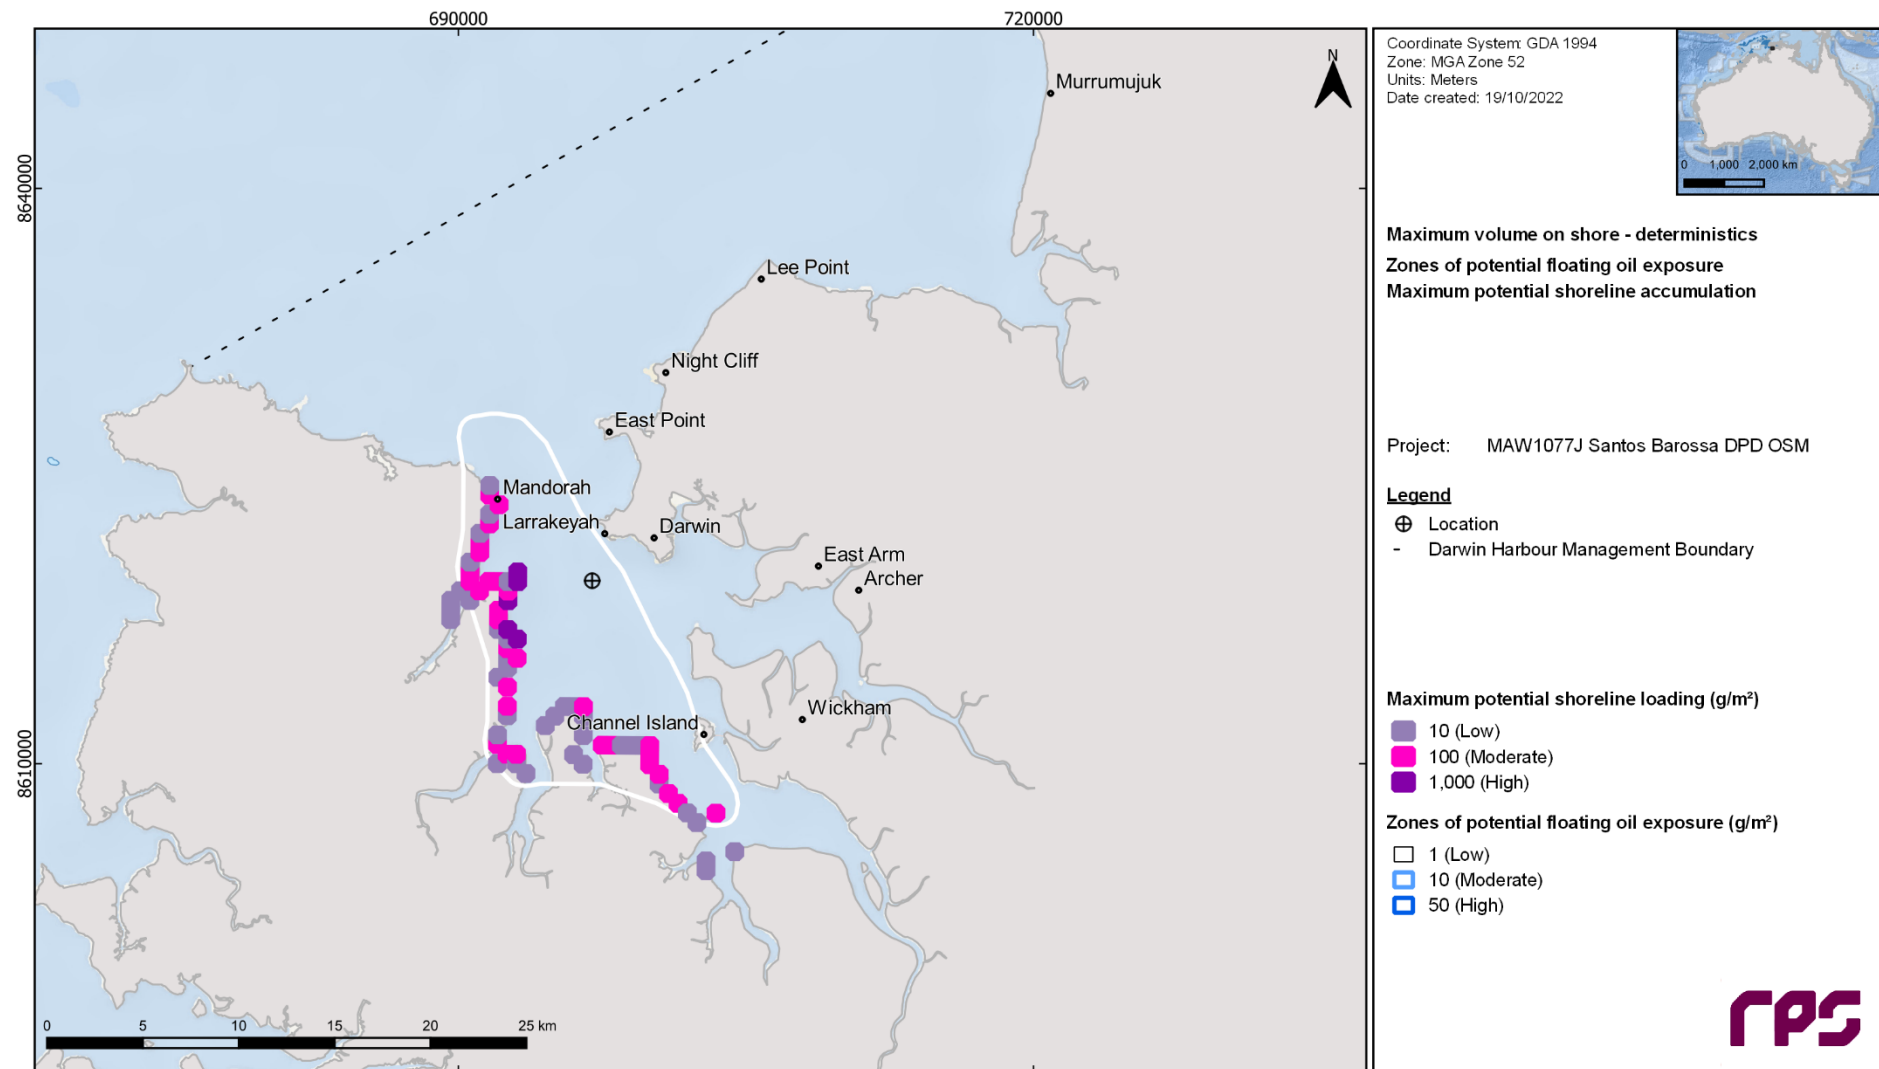 690000
720000
8640000
8610000
N
Murrumujuk
Lee Point
Night Cliff
East Point
Mandorah
Larrakeyah
Darwin
East Arm
Archer
Channel Island
Wickham
0 5 10 15 20 25 km
Coordinate System: GDA 1994
Zone: MGA Zone 52
Units: Meters
Date created: 19/10/2022
0 1,000 2,000 km
Maximum volume on shore - deterministics
Zones of potential floating oil exposure
Maximum potential shoreline accumulation
Project: MAW1077J Santos Barossa DPD OSM
Legend
Location
- Darwin Harbour Management Boundary
Maximum potential shoreline loading (g/m²)
10 (Low)
100 (Moderate)
1,000 (High)
Zones of potential floating oil exposure (g/m²)
1 (Low)
10 (Moderate)
50 (High)
rps